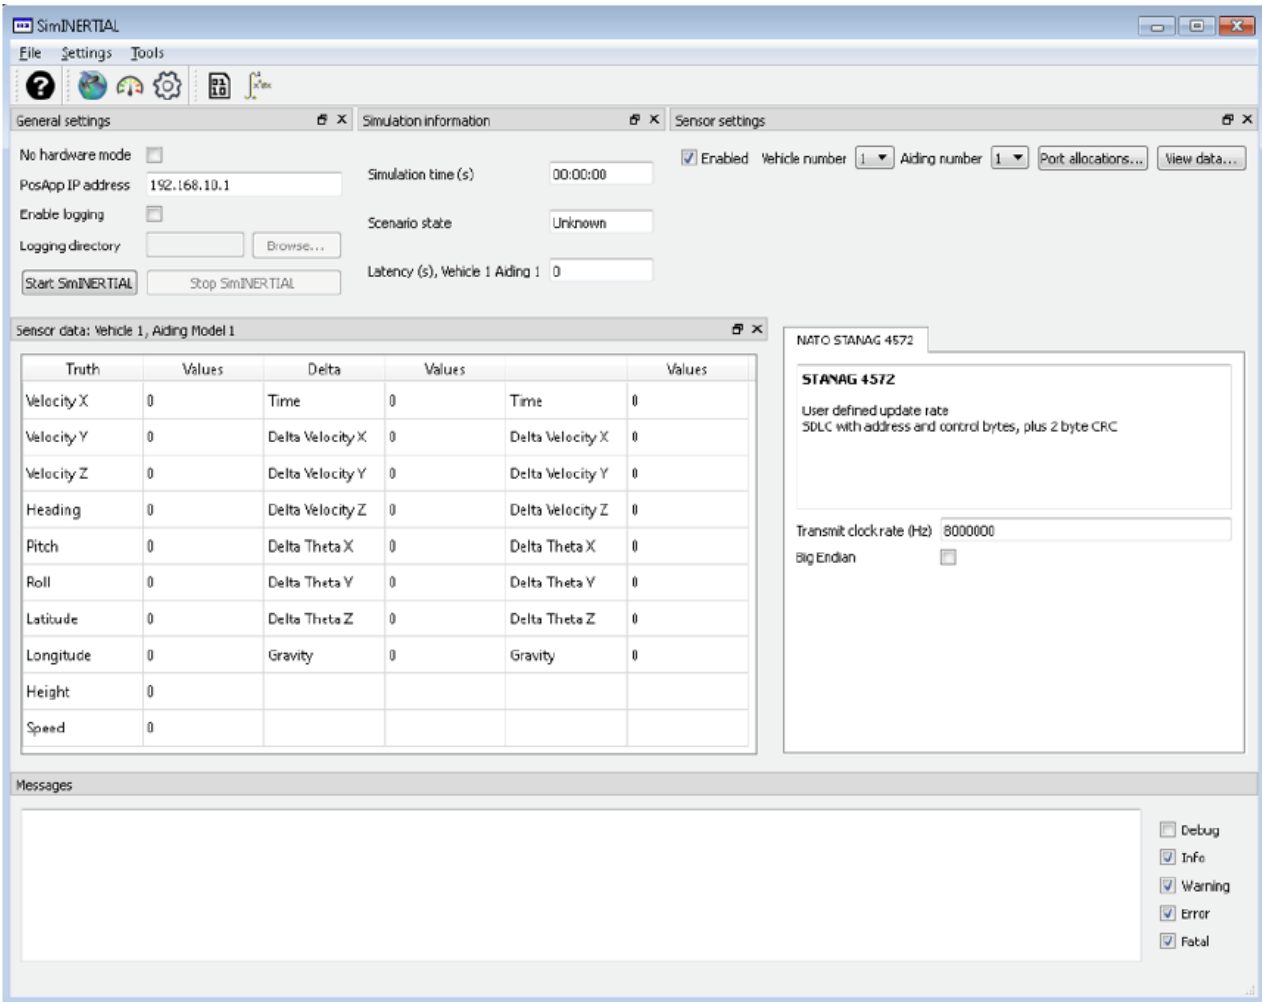 SimINERTIAL
File Settings Tools
General settings
No hardware mode
PosApp IP address 192.168.10.1
Enable logging
Logging directory Browse...
Start SimINERTIAL Stop SimINERTIAL
Simulation information
Simulation time (s) 00:00:00
Scenario state Unknown
Latency (s), Vehicle 1 Aiding 1 0
Sensor settings
Enabled Vehicle number 1 Aiding number 1 Port allocations... View data...
Sensor data: Vehicle 1, Aiding Model 1
Truth Values Delta Values Values
Velocity X 0 Time 0 Time 0
Velocity Y 0 Delta Velocity X 0 Delta Velocity X 0
Velocity Z 0 Delta Velocity Y 0 Delta Velocity Y 0
Heading 0 Delta Velocity Z 0 Delta Velocity Z 0
Pitch 0 Delta Theta X 0 Delta Theta X 0
Roll 0 Delta Theta Y 0 Delta Theta Y 0
Latitude 0 Delta Theta Z 0 Delta Theta Z 0
Longitude 0 Gravity 0 Gravity 0
Height 0
Speed 0
NATO STANAG 4572
STANAG 4572
User defined update rate
SDLC with address and control bytes, plus 2 byte CRC
Transmit clock rate (Hz) 8000000
Big Endian
Messages
Debug
Info
Warning
Error
Fatal